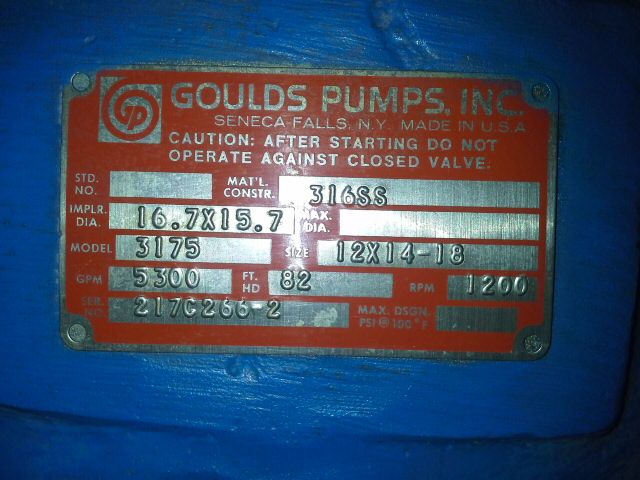 GP GOULDS PUMPS, INC.
SENECA FALLS, N.Y. MADE IN U.S.A
CAUTION: AFTER STARTING DO NOT
OPERATE AGAINST CLOSED VALVE.
STD. NO. MAT'L. CONSTR. 316SS
IMPLR. DIA. 16.7X15.7 MAX. DIA.
MODEL 3175 SIZE 12X14-18
GPM 5300 FT. HD 82 RPM 1200
SER. NO. 217C266-2 MAX. DSGN. PSI @ 100° F